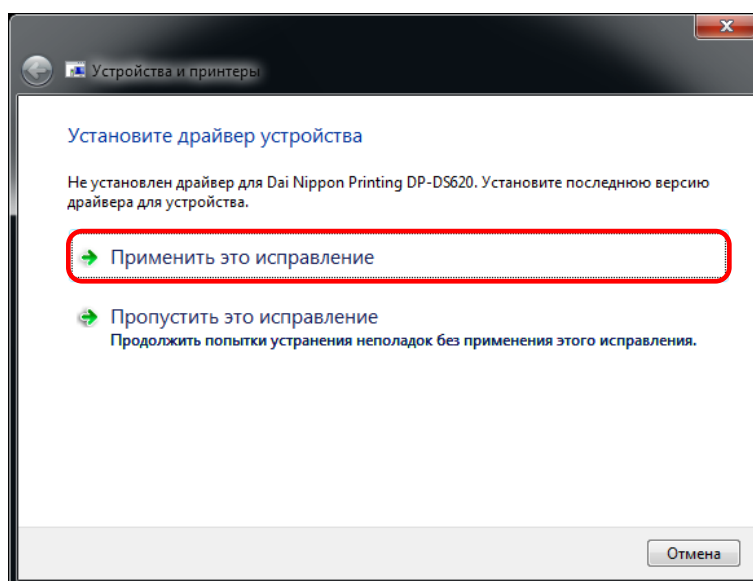 Устройства и принтеры
Установите драйвер устройства
Не установлен драйвер для Dai Nippon Printing DP-DS620. Установите последнюю версию
драйвера для устройства.
Применить это исправление
Пропустить это исправление
Продолжить попытки устранения неполадок без применения этого исправления.
Отмена